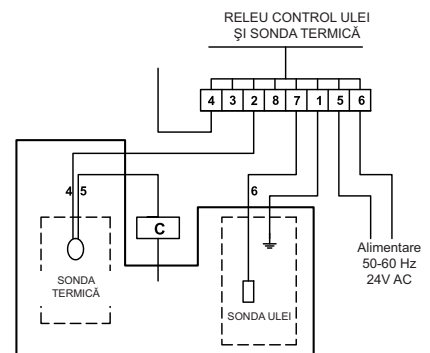 RELEU CONTROL ULEI
ŞI SONDA TERMICĂ
4 3 2 8 7 1 5 6
4 5
6
C
Alimentare
50-60 Hz
24V AC
SONDA
TERMICĂ
SONDA ULEI